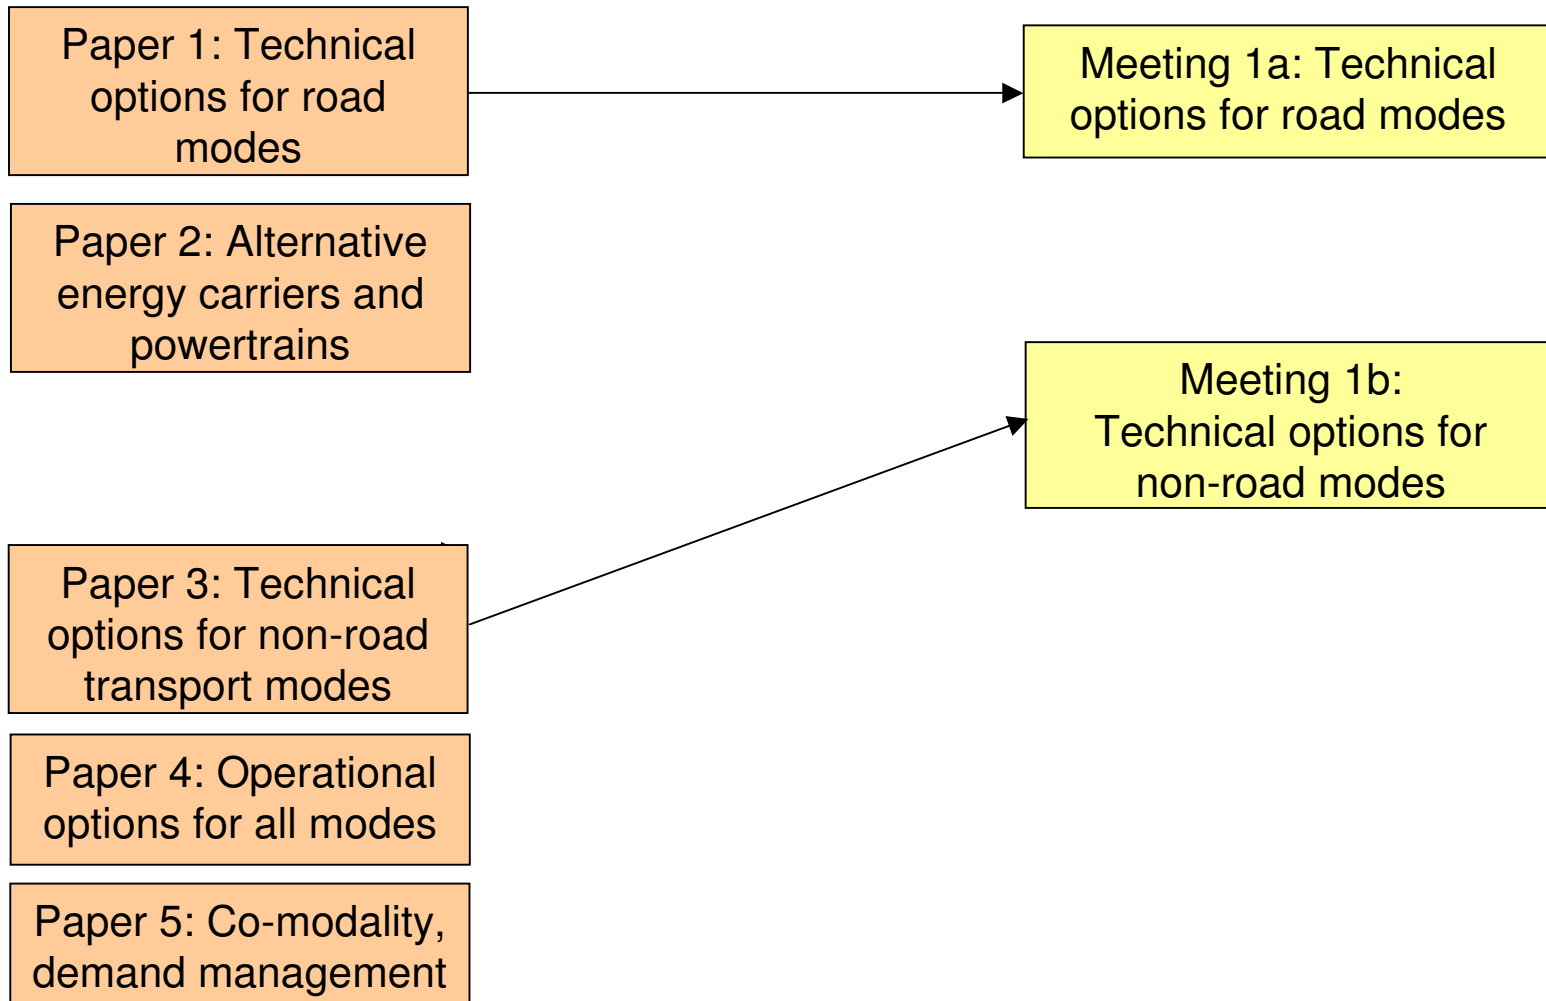 Paper 1: Technical
options for road
modes
Meeting 1a: Technical
options for road modes
Paper 2: Alternative
energy carriers and
powertrains
Meeting 1b:
Technical options for
non-road modes
Paper 3: Technical
options for non-road
transport modes
Paper 4: Operational
options for all modes
Paper 5: Co-modality,
demand management